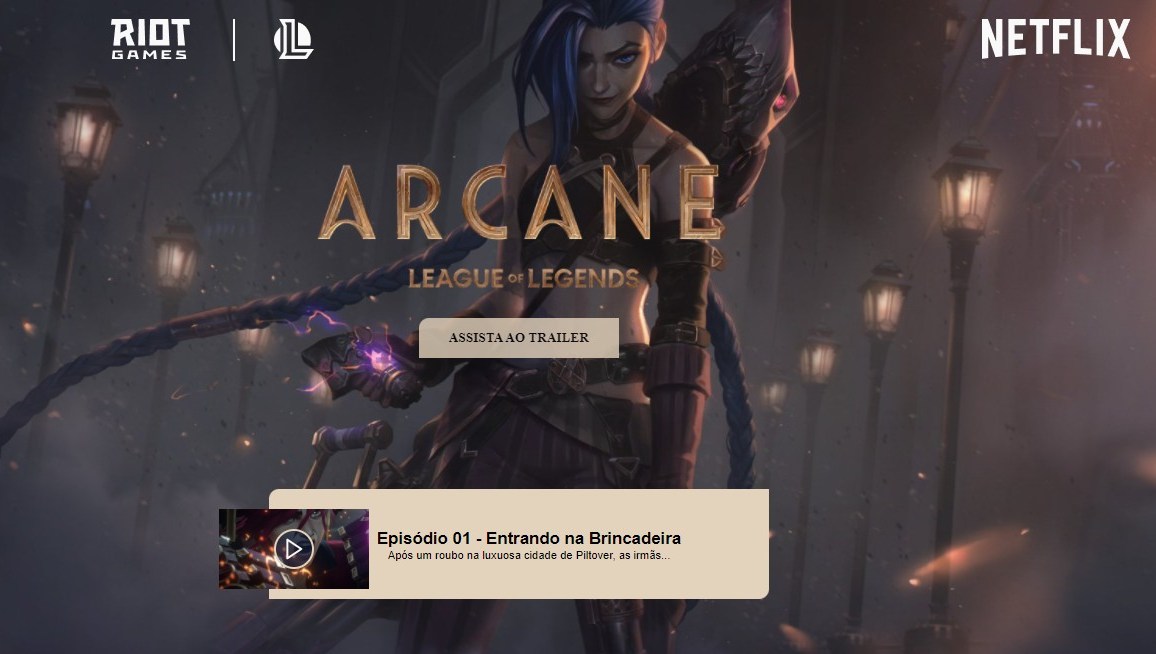 RIOT
GAMES
NETFLIX
ARCANE
LEAGUE OF LEGENDS
ASSISTA AO TRAILER
Episódio 01 - Entrando na Brincadeira
Após um roubo na luxuosa cidade de Piltover, as irmãs...